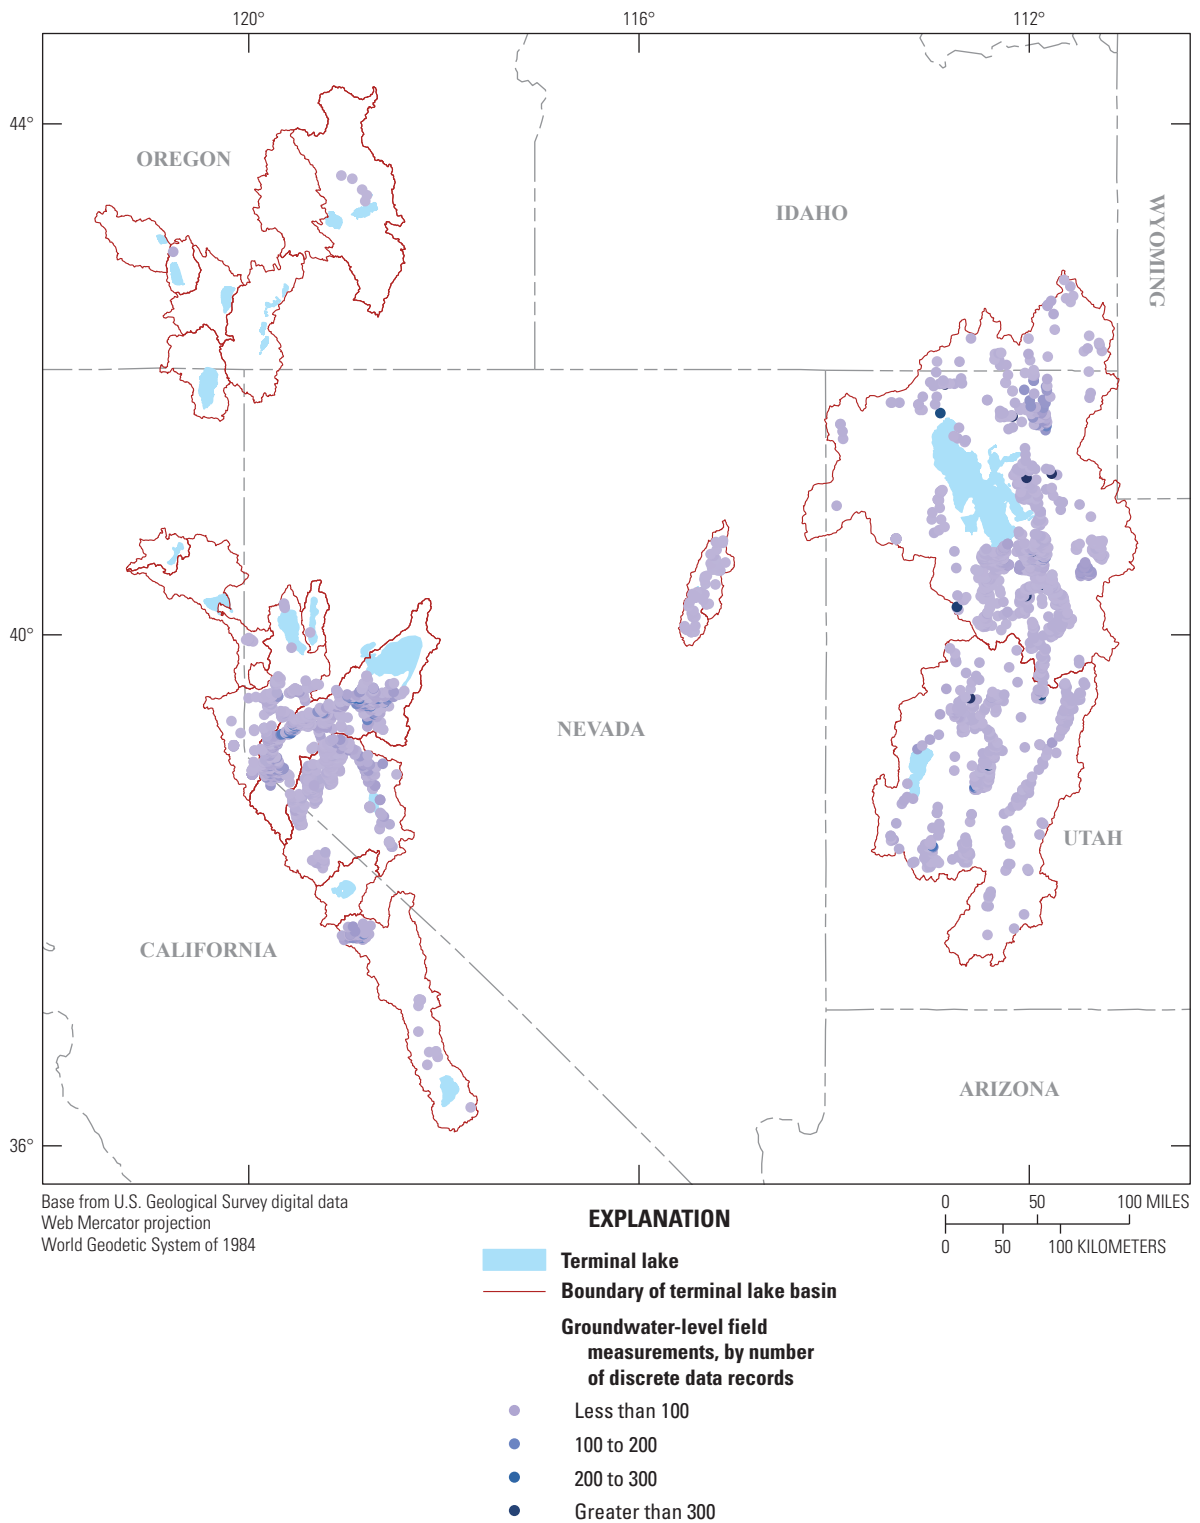 120°
116°
112°
44°
OREGON
IDAHO
WYOMING
40°
NEVADA
UTAH
CALIFORNIA
ARIZONA
36°
Base from U.S. Geological Survey digital data
Web Mercator projection
World Geodetic System of 1984
0 50 100 MILES
0 50 100 KILOMETERS
EXPLANATION
Terminal lake
Boundary of terminal lake basin
Groundwater-level field
measurements, by number
of discrete data records
Less than 100
100 to 200
200 to 300
Greater than 300